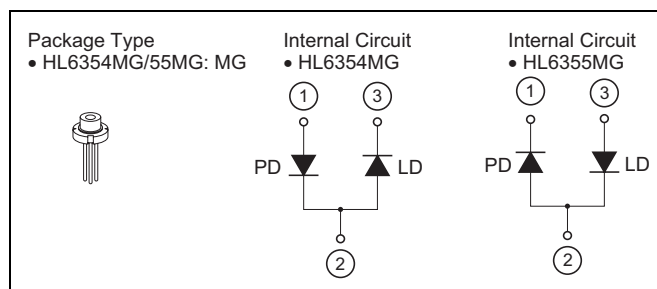 Package Type
• HL6354MG/55MG: MG
Internal Circuit
• HL6354MG
1
3
PD
LD
2
Internal Circuit
• HL6355MG
1
3
PD
LD
2